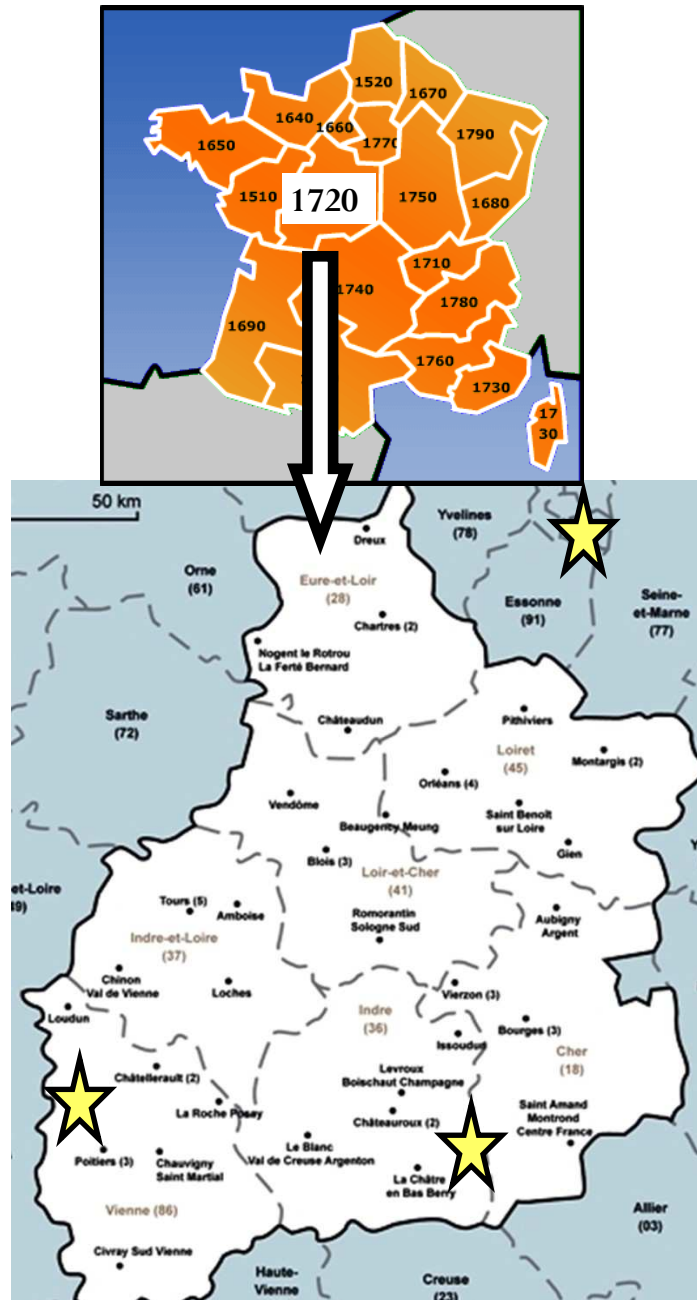 1520
1670
1640
1660
1770
1790
1650
1510
1720
1750
1680
1710
1740
1780
1690
1760
1730
17
30
50 km
Yvelines
(78)
Dreux
Orne
(61)
Eure-et-Loir
(28)
Essonne
(91)
Seine-
et-Marne
(77)
Chartres (2)
Nogent le Rotrou
La Ferté Bernard
Sarthe
(72)
Châteaudun
Pithiviers
Loiret
(45)
Montargis (2)
Orléans (4)
Vendôme
Saint Benoît
sur Loire
Beaugency Meung
Blois (3)
Gien
Y
et-Loire
49)
Loir-et-Cher
(41)
Tours (5)
Amboise
Romorantin
Sologne Sud
Aubigny
Argent
Indre-et-Loire
(37)
Chinon
Val de Vienne
Loches
Vierzon (3)
Loudun
Indre
(36)
Bourges (3)
Issoudun
Cher
(18)
Châtellerault (2)
Levroux
Boischaut Champagne
La Roche Posay
Châteauroux (2)
Saint Amand
Montrond
Centre France
Poitiers (3)
Chauvigny
Saint Martial
Le Blanc
Val de Creuse Argenton
La Châtre
en Bas Berry
Vienne (86)
Allier
(03)
Civray Sud Vienne
Haute-
Vienne
Creuse
(23)